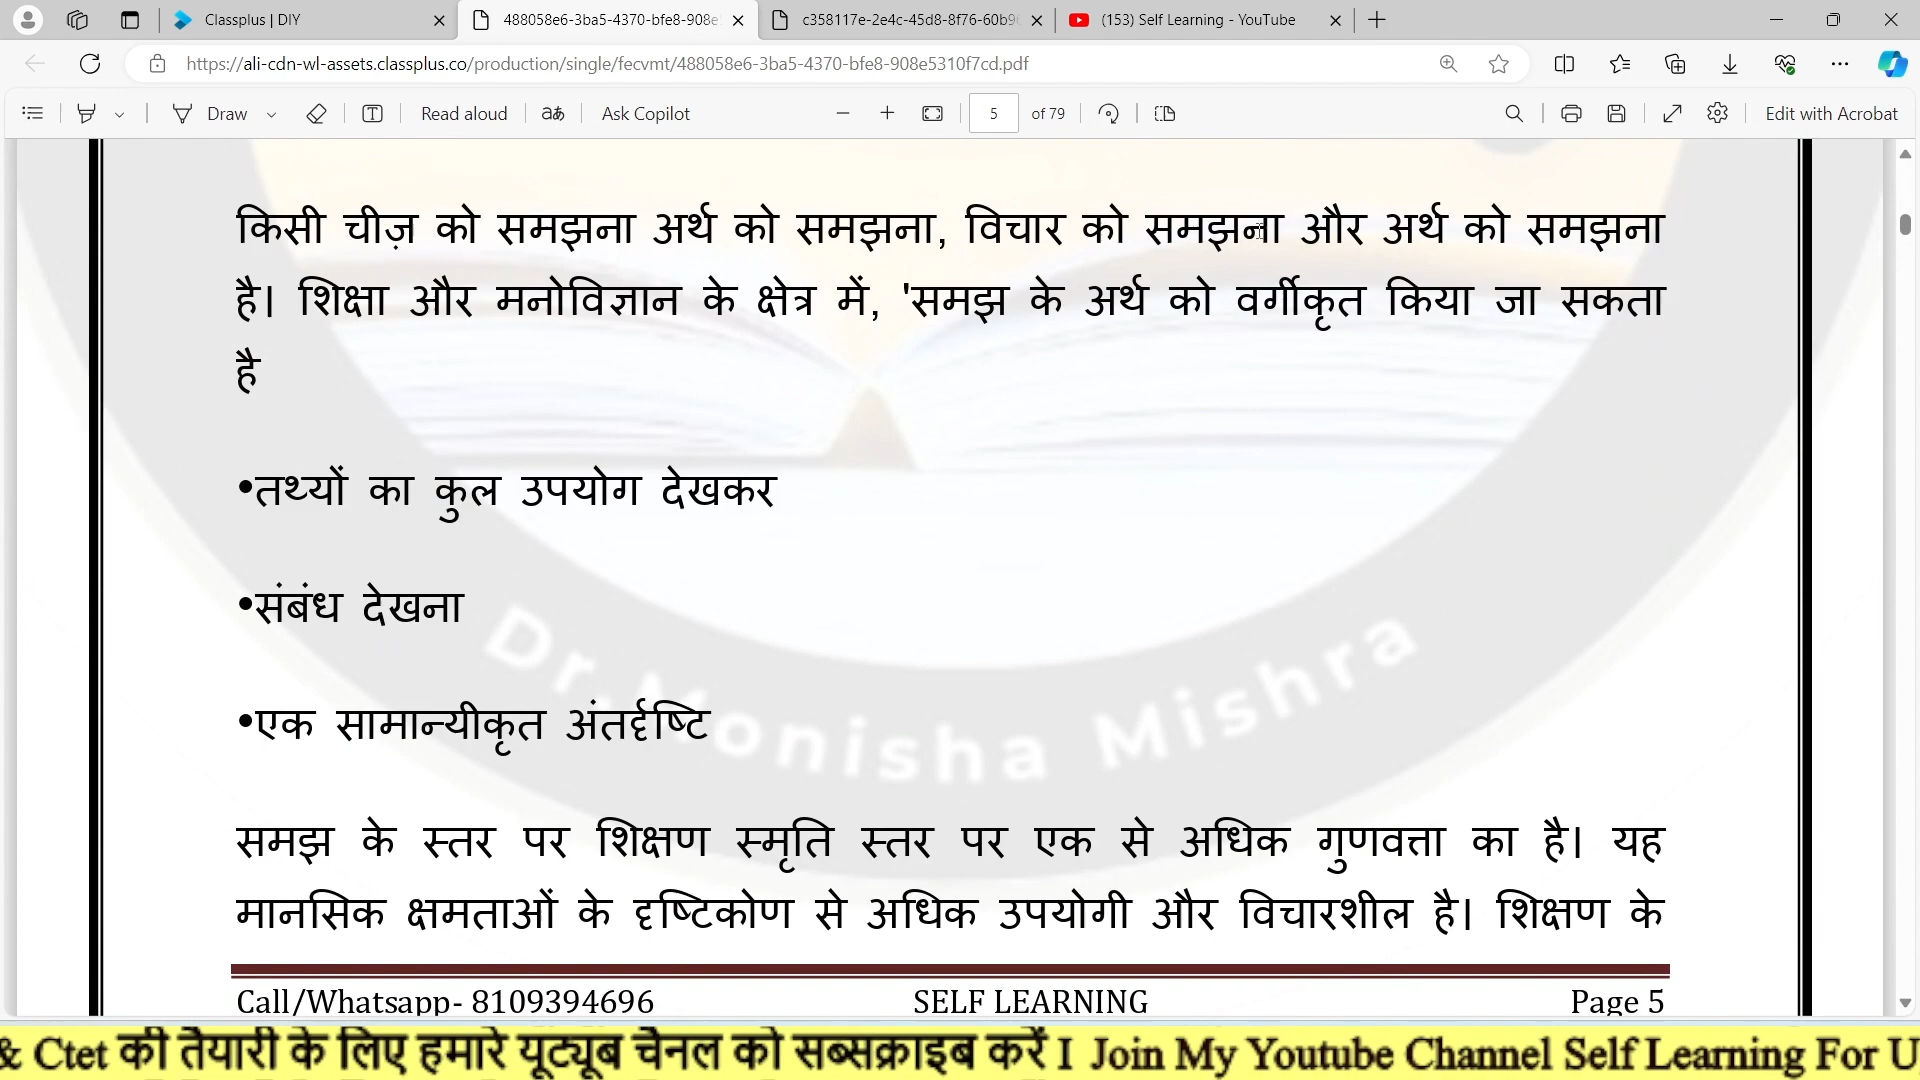 Classplus | DIY
488058e6-3ba5-4370-bfe8-908e
c358117e-2e4c-45d8-8f76-60b9
(153) Self Learning - YouTube
https://ali-cdn-wl-assets.classplus.co/production/single/fecvmt/488058e6-3ba5-4370-bfe8-908e5310f7cd.pdf
Draw
Read aloud
aあ
Ask Copilot
5 of 79
Edit with Acrobat
किसी चीज़ को समझना अर्थ को समझना, विचार को समझना और अर्थ को समझना
है। शिक्षा और मनोविज्ञान के क्षेत्र में, 'समझ के अर्थ को वर्गीकृत किया जा सकता
है
•तथ्यों का कुल उपयोग देखकर
•संबंध देखना
•एक सामान्यीकृत अंतर्दृष्टि
समझ के स्तर पर शिक्षण स्मृति स्तर पर एक से अधिक गुणवत्ता का है। यह
मानसिक क्षमताओं के दृष्टिकोण से अधिक उपयोगी और विचारशील है। शिक्षण के
Dr.Monisha Mishra
Call/Whatsapp- 8109394696 SELF LEARNING Page 5
& Ctet की तैयारी के लिए हमारे यूट्यूब चैनल को सब्सक्राइब करें I Join My Youtube Channel Self Learning For U